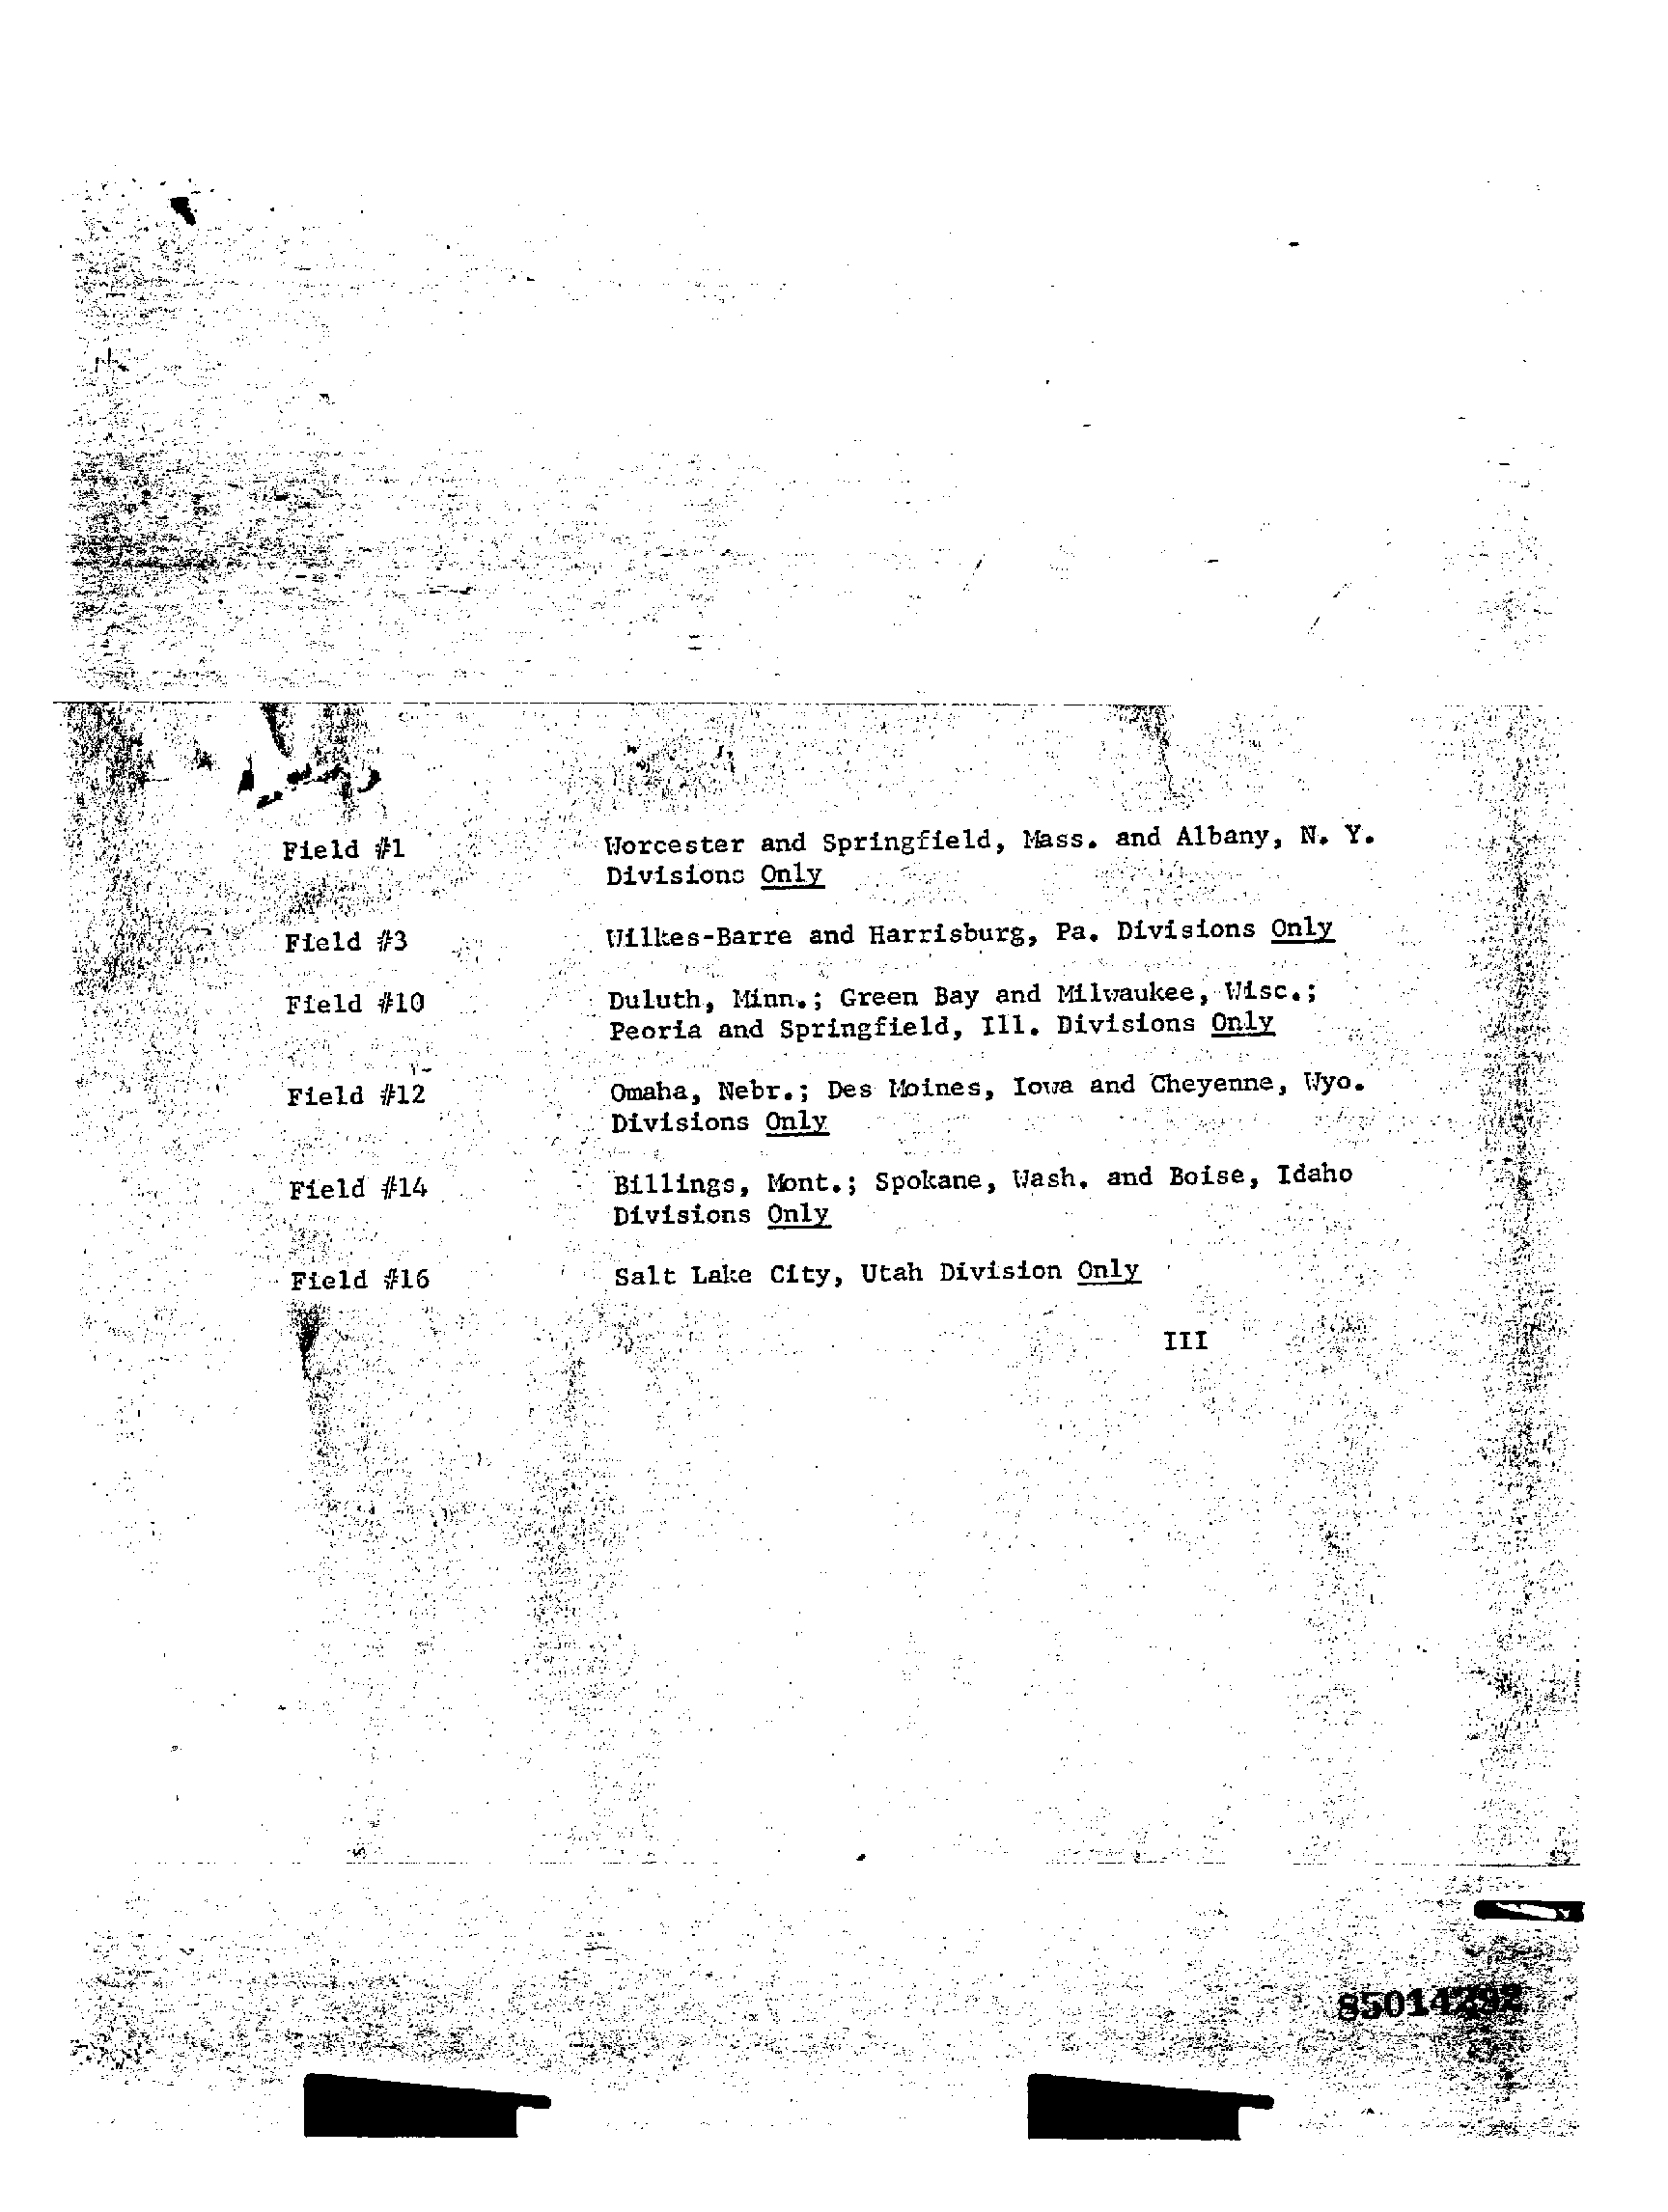 Field #1 Worcester and Springfield, Mass. and Albany, N. Y.
Divisions Only
Field #3 Wilkes-Barre and Harrisburg, Pa. Divisions Only
Field #10 Duluth, Minn.; Green Bay and Milwaukee, Wisc.;
Peoria and Springfield, Ill. Divisions Only
Field #12 Omaha, Nebr.; Des Moines, Iowa and Cheyenne, Wyo.
Divisions Only
Field #14 Billings, Mont.; Spokane, Wash. and Boise, Idaho
Divisions Only
Field #16 Salt Lake City, Utah Division Only
III
85014292